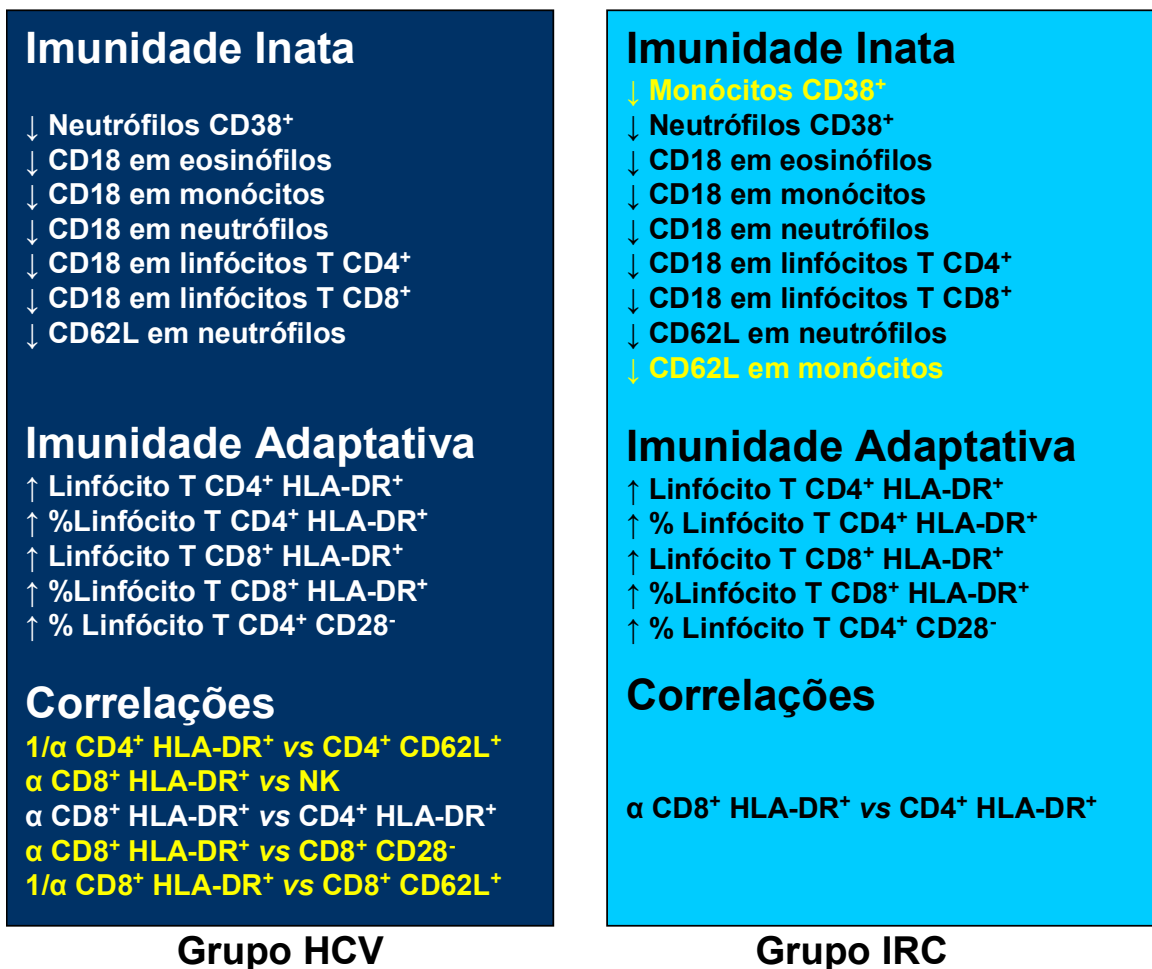 Imunidade Inata
↓ Neutrófilos CD38⁺
↓ CD18 em eosinófilos
↓ CD18 em monócitos
↓ CD18 em neutrófilos
↓ CD18 em linfócitos T CD4⁺
↓ CD18 em linfócitos T CD8⁺
↓ CD62L em neutrófilos
Imunidade Adaptativa
↑ Linfócito T CD4⁺ HLA-DR⁺
↑ %Linfócito T CD4⁺ HLA-DR⁺
↑ Linfócito T CD8⁺ HLA-DR⁺
↑ %Linfócito T CD8⁺ HLA-DR⁺
↑ % Linfócito T CD4⁺ CD28⁻
Correlações
1/α CD4⁺ HLA-DR⁺ vs CD4⁺ CD62L⁺
α CD8⁺ HLA-DR⁺ vs NK
α CD8⁺ HLA-DR⁺ vs CD4⁺ HLA-DR⁺
α CD8⁺ HLA-DR⁺ vs CD8⁺ CD28⁻
1/α CD8⁺ HLA-DR⁺ vs CD8⁺ CD62L⁺
Grupo HCV
Imunidade Inata
↓ Monócitos CD38⁺
↓ Neutrófilos CD38⁺
↓ CD18 em eosinófilos
↓ CD18 em monócitos
↓ CD18 em neutrófilos
↓ CD18 em linfócitos T CD4⁺
↓ CD18 em linfócitos T CD8⁺
↓ CD62L em neutrófilos
↓ CD62L em monócitos
Imunidade Adaptativa
↑ Linfócito T CD4⁺ HLA-DR⁺
↑ % Linfócito T CD4⁺ HLA-DR⁺
↑ Linfócito T CD8⁺ HLA-DR⁺
↑ %Linfócito T CD8⁺ HLA-DR⁺
↑ % Linfócito T CD4⁺ CD28⁻
Correlações
α CD8⁺ HLA-DR⁺ vs CD4⁺ HLA-DR⁺
Grupo IRC